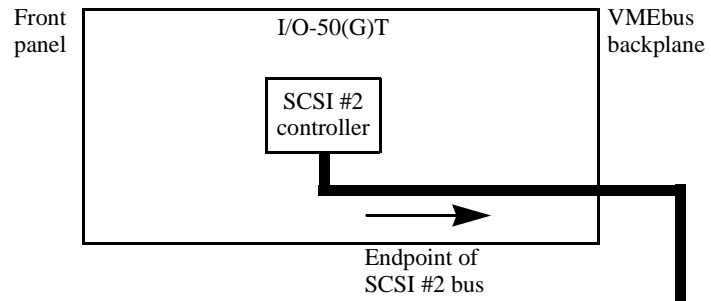 Front
panel
I/O-50(G)T
VMEbus
backplane
SCSI #2
controller
Endpoint of
SCSI #2 bus